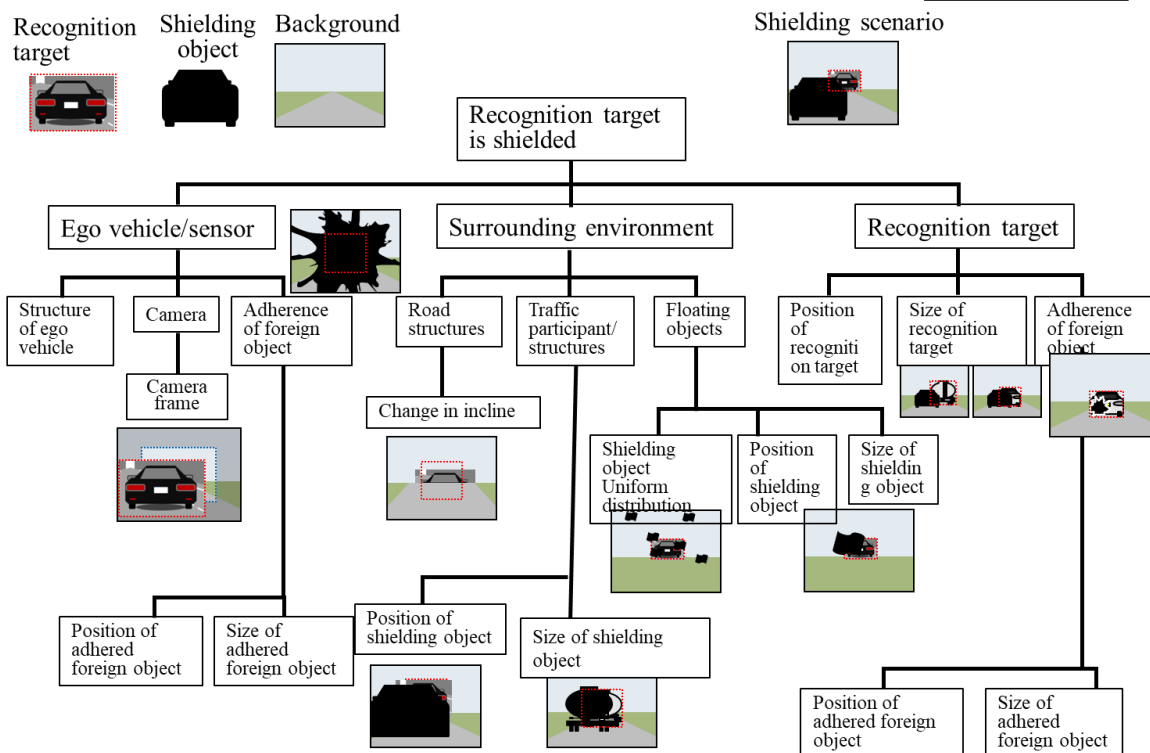 Recognition
target
Shielding
object
Background
Shielding scenario
Recognition target
is shielded
Ego vehicle/sensor
Surrounding environment
Recognition target
Structure
of ego
vehicle
Camera
Adherence
of foreign
object
Road
structures
Traffic
participant/
structures
Floating
objects
Position
of
recogniti
on target
Size of
recognition
target
Adherence
of foreign
object
Camera
frame
Change in incline
Shielding
object
Uniform
distribution
Position
of
shielding
object
Size of
shieldin
g object
Position of
adhered
foreign object
Size of
adhered
foreign object
Position of
shielding object
Size of shielding
object
Position of
adhered foreign
object
Size of
adhered
foreign object